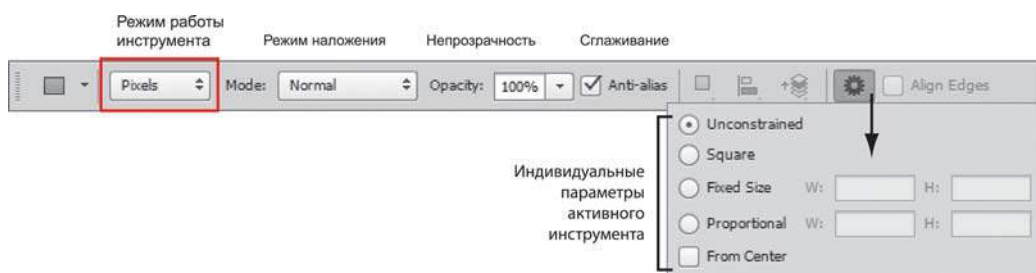 Режим работы
инструмента
Режим наложения
Непрозрачность
Сглаживание
Pixels Mode: Normal Opacity: 100% Anti-alias Align Edges
Unconstrained
Square
Fixed Size W: H:
Proportional W: H:
From Center
Индивидуальные
параметры
активного
инструмента